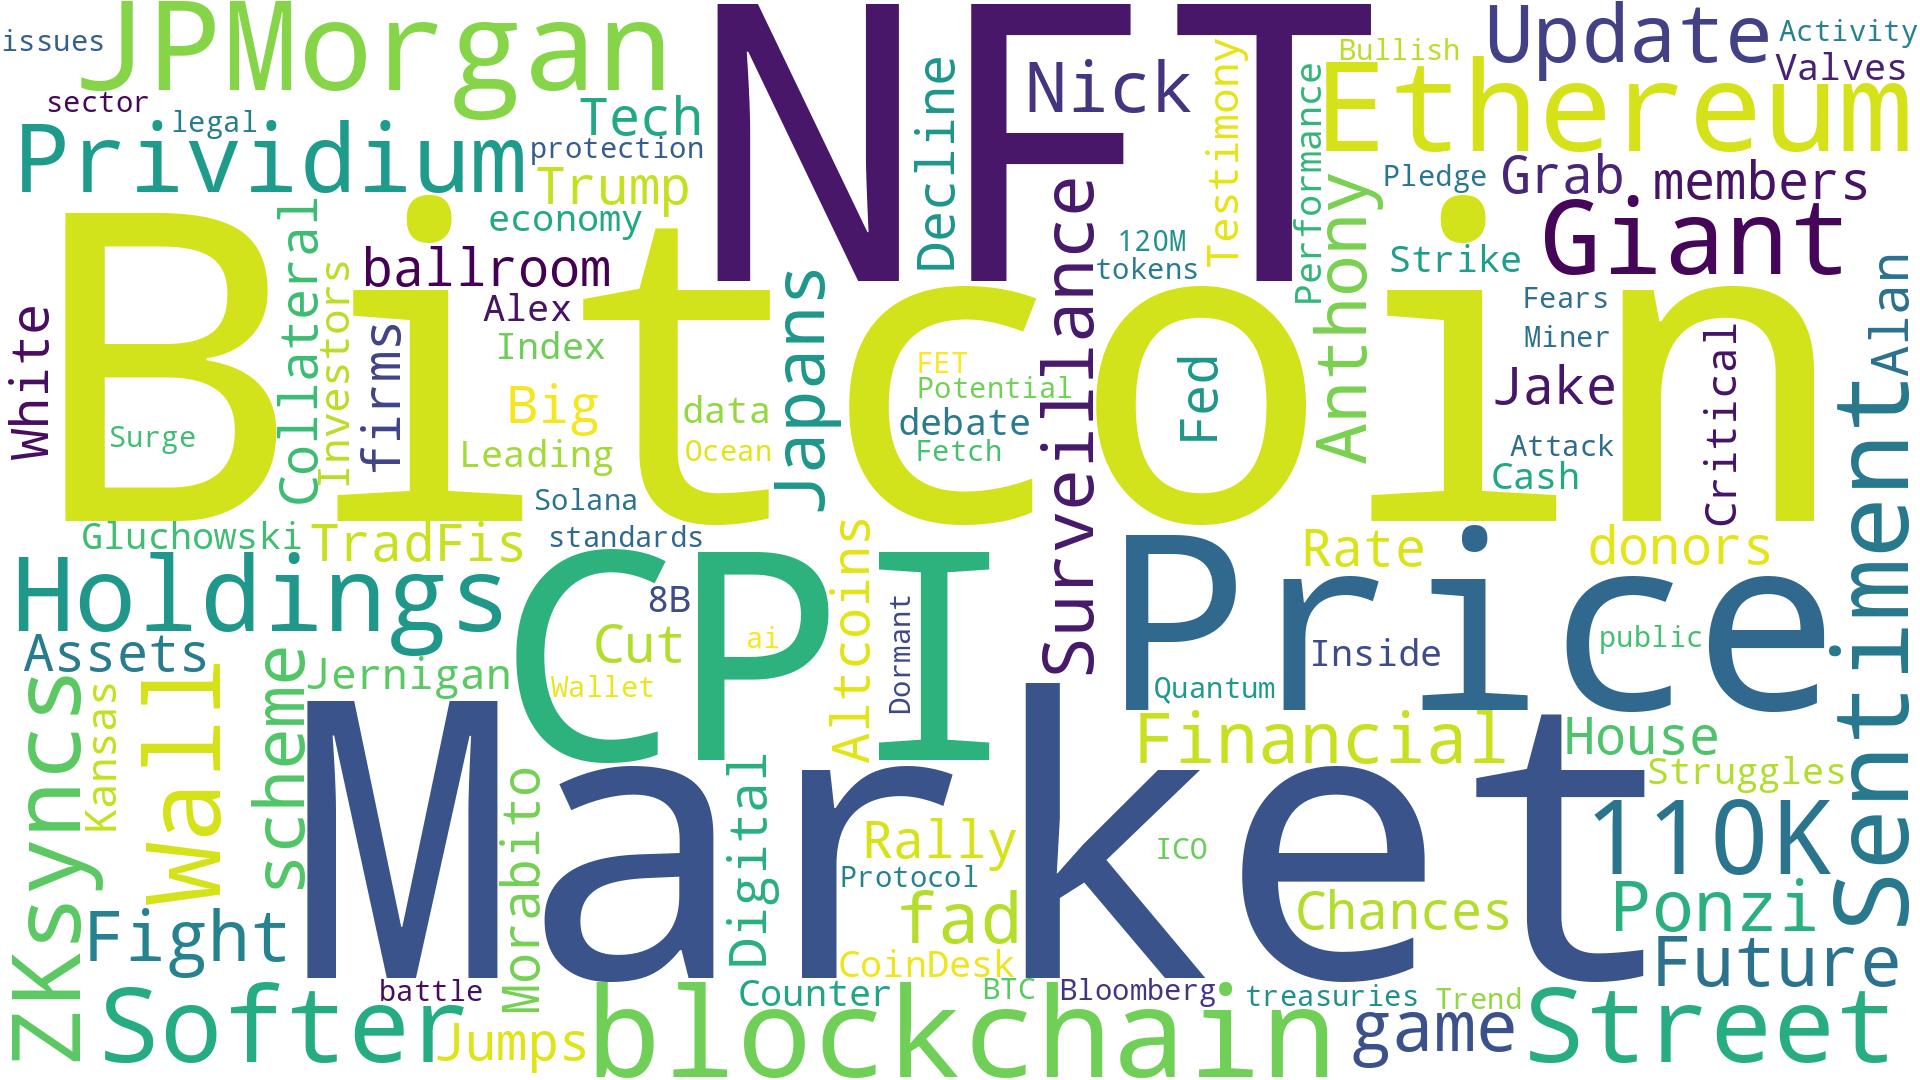 issues
JPMorgan
NFT
Update
Activity
Bullish
Valves
sector
legal
Tech
Nick
Ethereum
Prividium
protection
Decline
Testimony
Performance
Trump
economy
Pledge
Grab
members
Giant
Collateral
Investors
ballroom
120M
tokens
Surveillance
Anthony
Strike
White
Bitcoin
Alex
Index
firms
Japans
Fears
Miner
Alan
Surge
Big
data
Leading
Ocean
FET
Potential
debate
Fetch
Fed
Jake
Attack
Cash
Critical
Solana
standards
Gluchowski
TradFis
Rate
donors
Sentiment
Holdings
CPI
Price
8B
Cut
ai
Wallet
Altcoins
Dormant
Inside
public
Quantum
Assets
Jernigan
ZKsyncs
Kansas
Wall
scheme
Market
Financial
House
Struggles
110K
Morabito
Digital
Rally
Protocol
ICO
fad
CoinDesk
Chances
Ponzi
Fight
Future
battle
Softer
Jumps
blockchain
Counter
BTC
Bloomberg
treasuries
Trend
game
Street